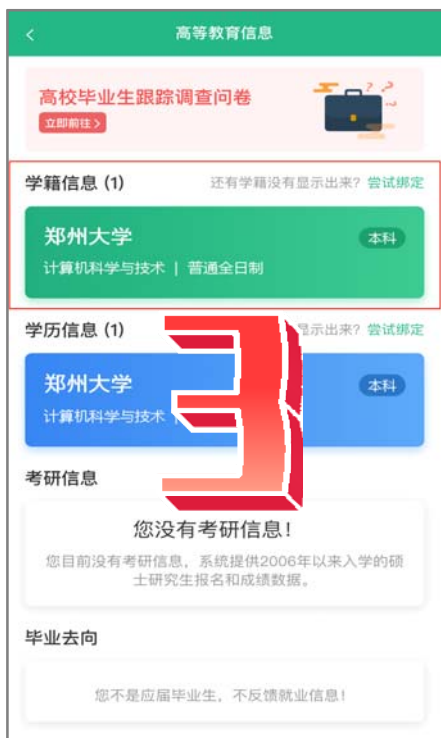 高等教育信息
高校毕业生跟踪调查问卷
立即前往>
学籍信息 (1) 还有学籍没有显示出来? 尝试绑定
郑州大学 本科
计算机科学与技术 | 普通全日制
学历信息 (1) 显示出来? 尝试绑定
郑州大学 本科
计算机科学与技术 |
3
考研信息
您没有考研信息!
您目前没有考研信息，系统提供2006年以来入学的硕
士研究生报名和成绩数据。
毕业去向
您不是应届毕业生，不反馈就业信息!